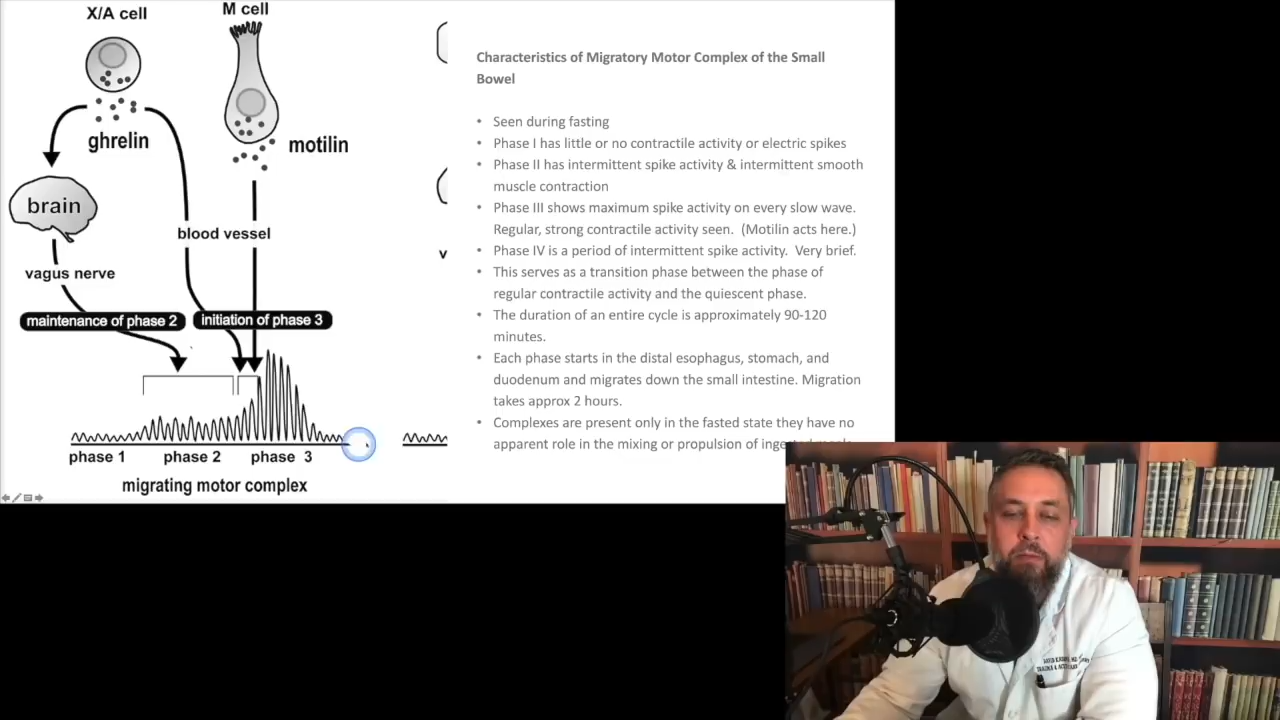 X/A cell
M cell
ghrelin
motilin
brain
blood vessel
vagus nerve
maintenance of phase 2
initiation of phase 3
phase 1
phase 2
phase 3
migrating motor complex
v
Characteristics of Migratory Motor Complex of the Small
Bowel
• Seen during fasting
• Phase I has little or no contractile activity or electric spikes
• Phase II has intermittent spike activity & intermittent smooth
muscle contraction
• Phase III shows maximum spike activity on every slow wave.
Regular, strong contractile activity seen. (Motilin acts here.)
• Phase IV is a period of intermittent spike activity. Very brief.
• This serves as a transition phase between the phase of
regular contractile activity and the quiescent phase.
• The duration of an entire cycle is approximately 90-120
minutes.
• Each phase starts in the distal esophagus, stomach, and
duodenum and migrates down the small intestine. Migration
takes approx 2 hours.
• Complexes are present only in the fasted state they have no
apparent role in the mixing or propulsion of